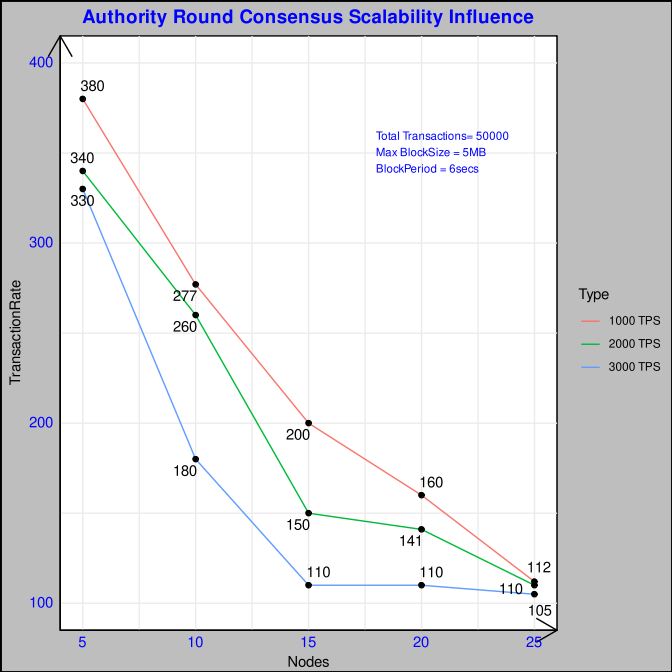 Authority Round Consensus Scalability Influence
400
300
200
100
TransactionRate
380
340
330
277
260
180
200
150
110
160
141
110
112
110
105
Total Transactions= 50000
Max BlockSize = 5MB
BlockPeriod = 6secs
5
10
15
20
25
Nodes
Type
1000 TPS
2000 TPS
3000 TPS